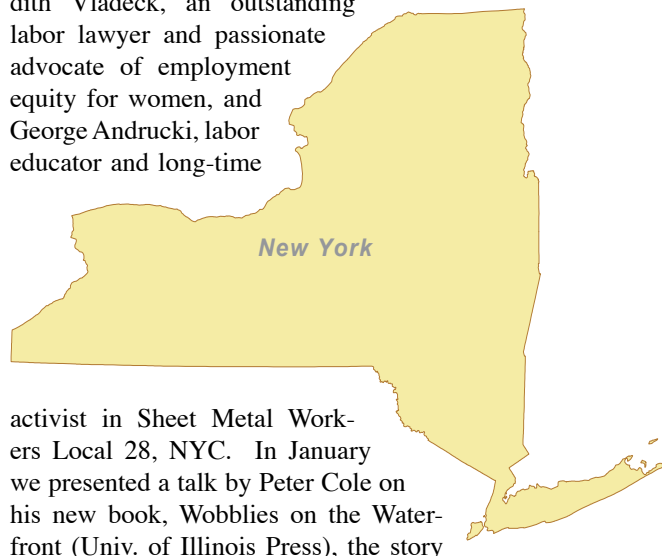 dith Vladeck, an outstanding
labor lawyer and passionate
advocate of employment
equity for women, and
George Andrucki, labor
educator and long-time
New York
activist in Sheet Metal Work-
ers Local 28, NYC. In January
we presented a talk by Peter Cole on
his new book, Wobblies on the Water-
front (Univ. of Illinois Press), the story